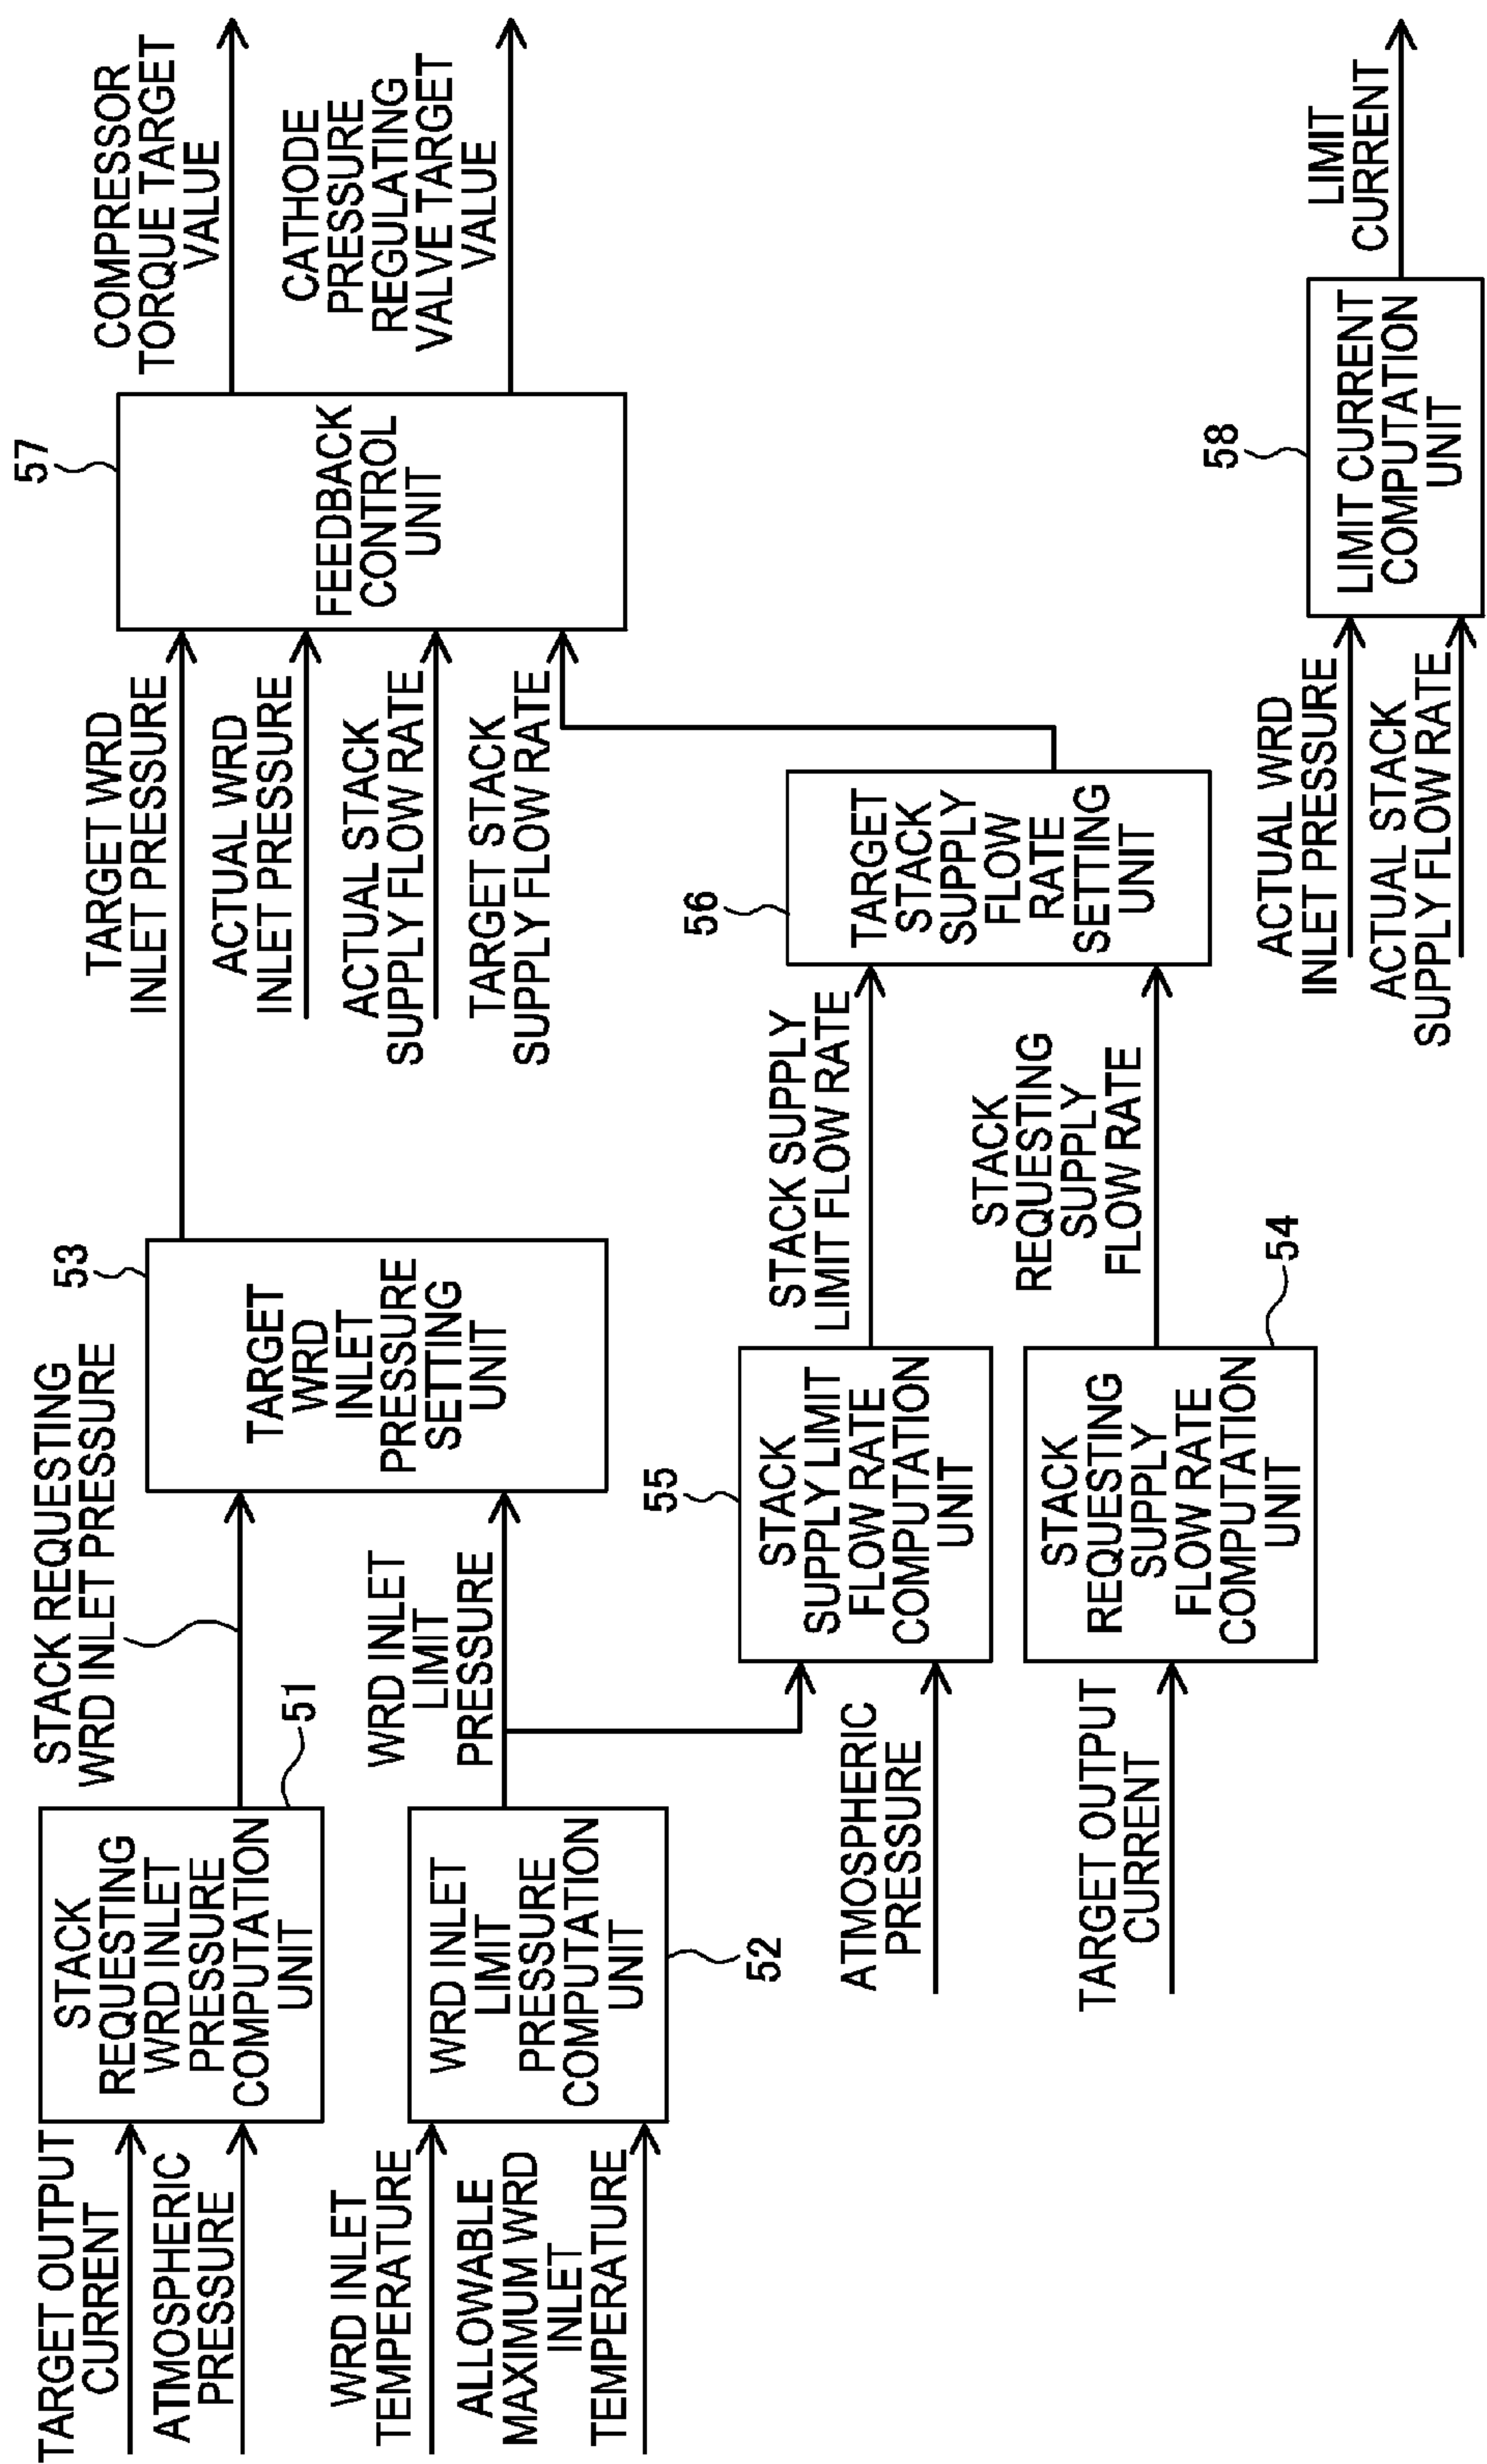 TARGET OUTPUT
CURRENT
ATMOSPHERIC
PRESSURE
STACK
REQUESTING
WRD INLET
PRESSURE
COMPUTATION
UNIT
51
STACK REQUESTING
WRD INLET PRESSURE
WRD INLET
TEMPERATURE
ALLOWABLE
MAXIMUM WRD
INLET
TEMPERATURE
WRD INLET
LIMIT
PRESSURE
COMPUTATION
UNIT
52
WRD INLET
LIMIT
PRESSURE
53
TARGET
WRD
INLET
PRESSURE
SETTING
UNIT
TARGET WRD
INLET PRESSURE
ACTUAL WRD
INLET PRESSURE
ACTUAL STACK
SUPPLY FLOW RATE
TARGET STACK
SUPPLY FLOW RATE
57
FEEDBACK
CONTROL
UNIT
COMPRESSOR
TORQUE TARGET
VALUE
CATHODE
PRESSURE
REGULATING
VALVE TARGET
VALUE
ATMOSPHERIC
PRESSURE
55
STACK
SUPPLY LIMIT
FLOW RATE
COMPUTATION
UNIT
STACK SUPPLY
LIMIT FLOW RATE
TARGET OUTPUT
CURRENT
STACK
REQUESTING
SUPPLY
FLOW RATE
COMPUTATION
UNIT
54
STACK
REQUESTING
SUPPLY
FLOW RATE
56
TARGET
STACK
SUPPLY
FLOW
RATE
SETTING
UNIT
ACTUAL WRD
INLET PRESSURE
ACTUAL STACK
SUPPLY FLOW RATE
58
LIMIT CURRENT
COMPUTATION
UNIT
LIMIT
CURRENT